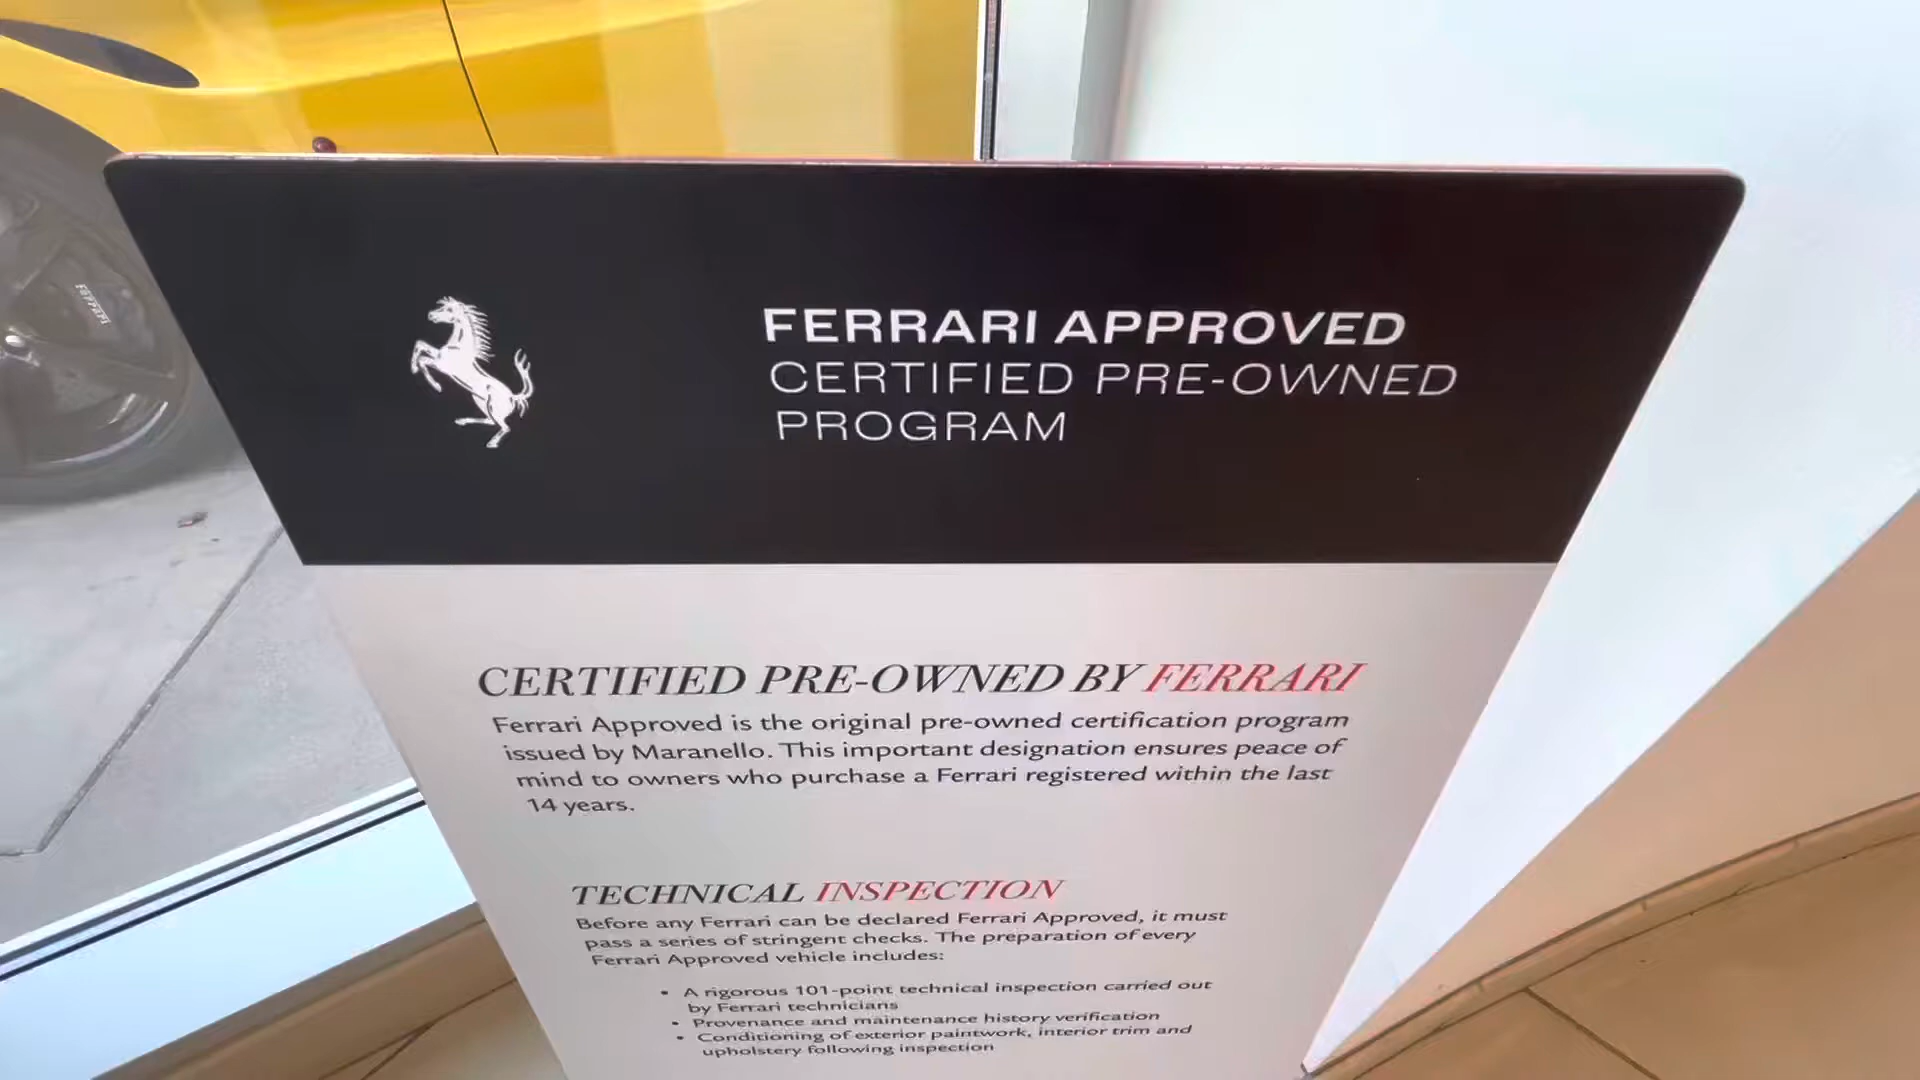 Ferrari
FERRARI APPROVED
CERTIFIED PRE-OWNED
PROGRAM
CERTIFIED PRE-OWNED BY FERRARI
Ferrari Approved is the original pre-owned certification program
issued by Maranello. This important designation ensures peace of
mind to owners who purchase a Ferrari registered within the last
14 years.
TECHNICAL INSPECTION
Before any Ferrari can be declared Ferrari Approved, it must
pass a series of stringent checks. The preparation of every
Ferrari Approved vehicle includes:
• A rigorous 101-point technical inspection carried out
by Ferrari technicians
• Provenance and maintenance history verification
• Conditioning of exterior paintwork, interior trim and
upholstery following inspection